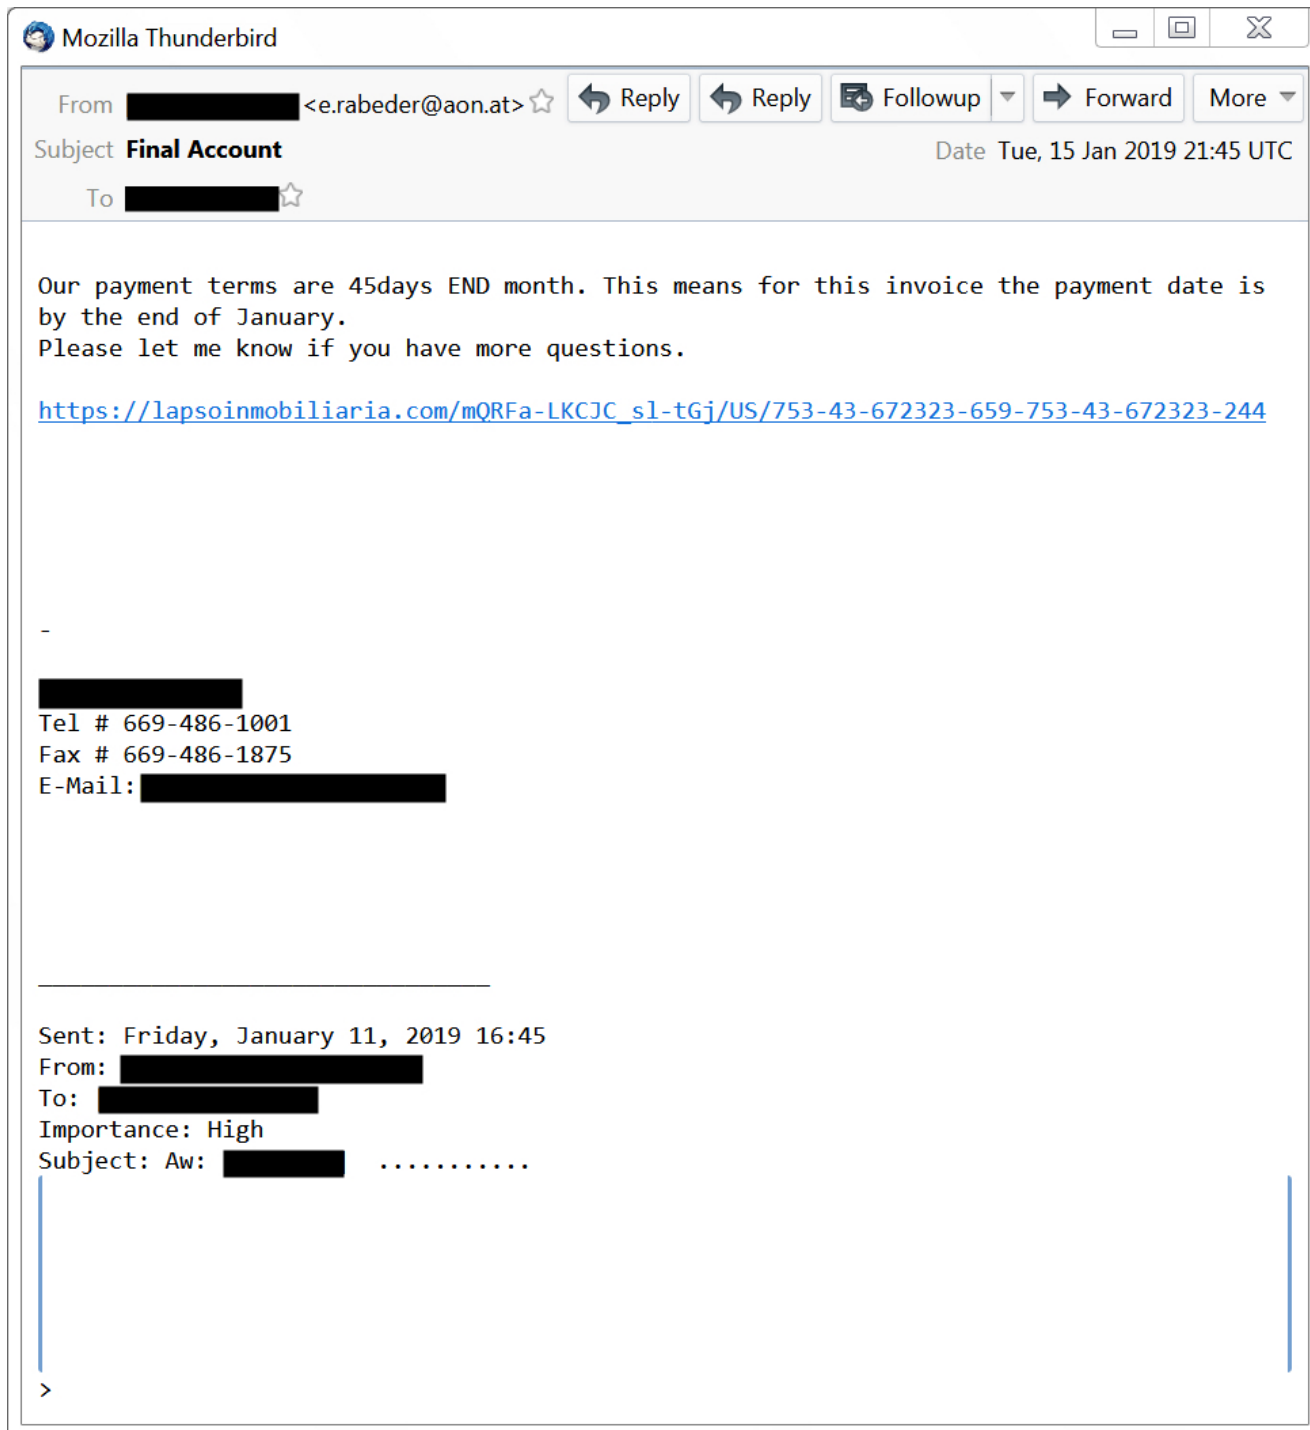 Mozilla Thunderbird
From <e.rabeder@aon.at> Reply Reply Followup Forward More
Subject Final Account Date Tue, 15 Jan 2019 21:45 UTC
To
Our payment terms are 45days END month. This means for this invoice the payment date is
by the end of January.
Please let me know if you have more questions.
https://lapsoinmobiliaria.com/mQRFa-LKCJC_sl-tGj/US/753-43-672323-659-753-43-672323-244
-
Tel # 669-486-1001
Fax # 669-486-1875
E-Mail:
________________________________
Sent: Friday, January 11, 2019 16:45
From:
To:
Importance: High
Subject: Aw: ...........
>